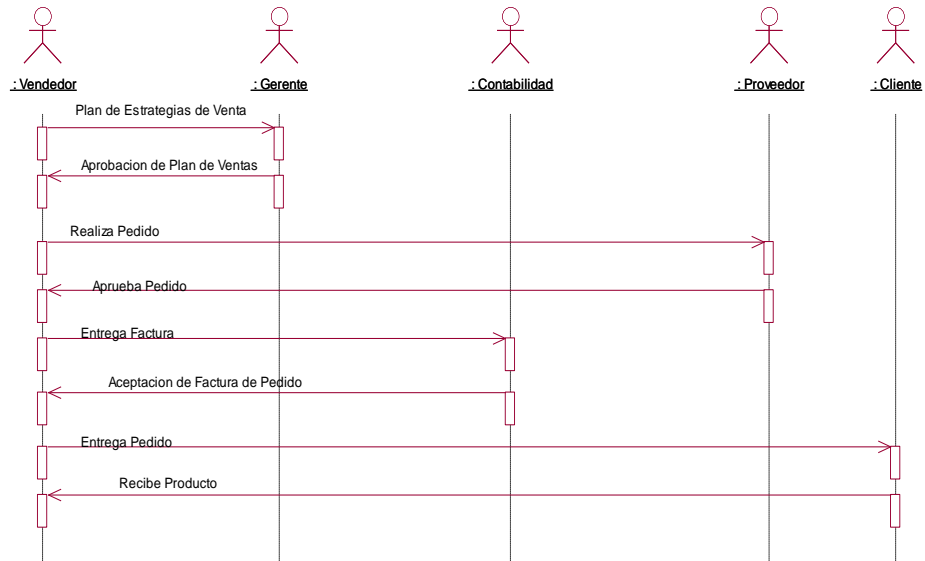 : Vendedor
: Gerente
: Contabilidad
: Proveedor
: Cliente
Plan de Estrategias de Venta
Aprobacion de Plan de Ventas
Realiza Pedido
Aprueba Pedido
Entrega Factura
Aceptacion de Factura de Pedido
Entrega Pedido
Recibe Producto